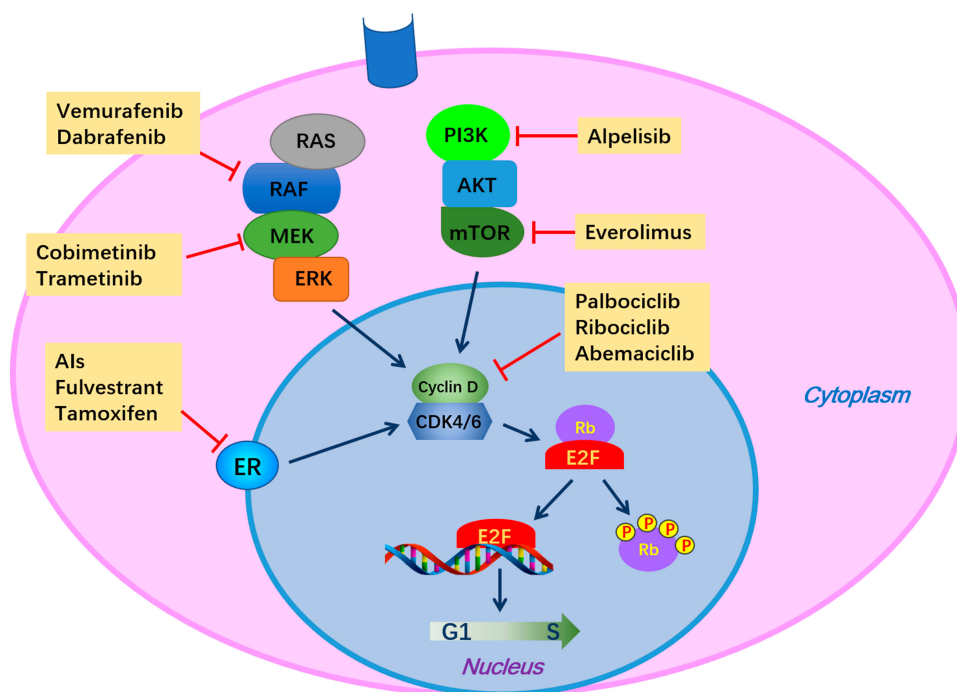 Vemurafenib
Dabrafenib
RAS
RAF
MEK
ERK
Cobimetinib
Trametinib
PI3K
AKT
mTOR
Alpelisib
Everolimus
Palbociclib
Ribociclib
Abemaciclib
AIs
Fulvestrant
Tamoxifen
ER
Cyclin D
CDK4/6
Rb
E2F
Cytoplasm
E2F
P
P
P
P
Rb
G1
S
Nucleus